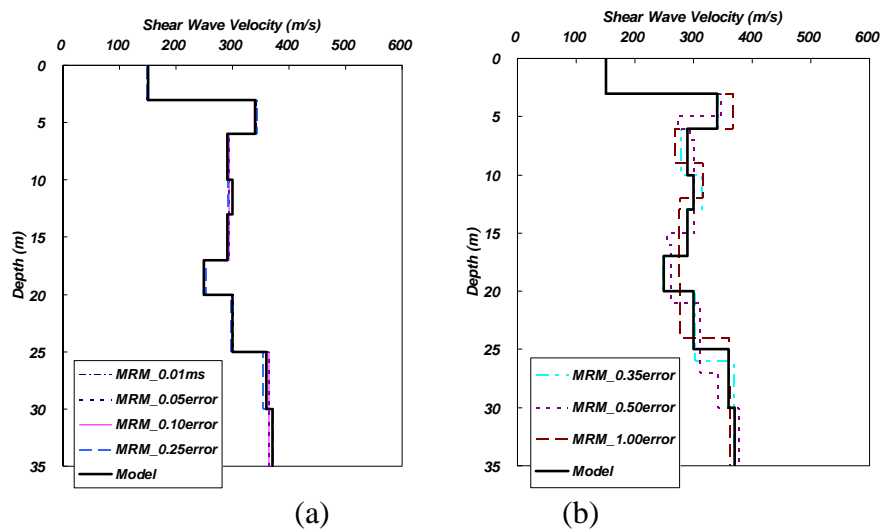 Shear Wave Velocity (m/s)
0 100 200 300 400 500 600
0
5
10
15
20
25
30
35
Depth (m)
MRM_0.01ms
MRM_0.05error
MRM_0.10error
MRM_0.25error
Model
(a)
Shear Wave Velocity (m/s)
0 100 200 300 400 500 600
0
5
10
15
20
25
30
35
Depth (m)
MRM_0.35error
MRM_0.50error
MRM_1.00error
Model
(b)